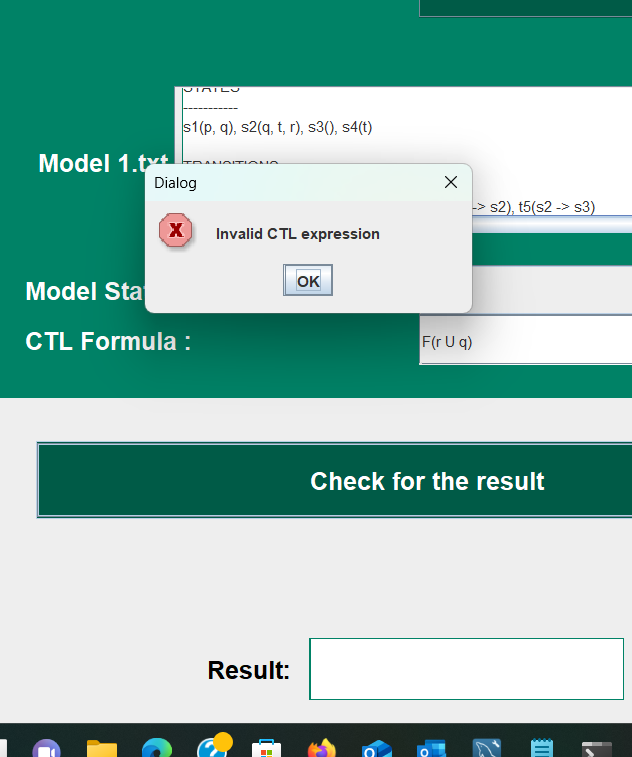 STATES
-----------
s1(p, q), s2(q, t, r), s3(), s4(t)
Model 1.txt
TRANSITIONS
Dialog
-> s2), t5(s2 -> s3)
Invalid CTL expression
OK
Model Sta
CTL Formula :
F(r U q)
Check for the result
Result: